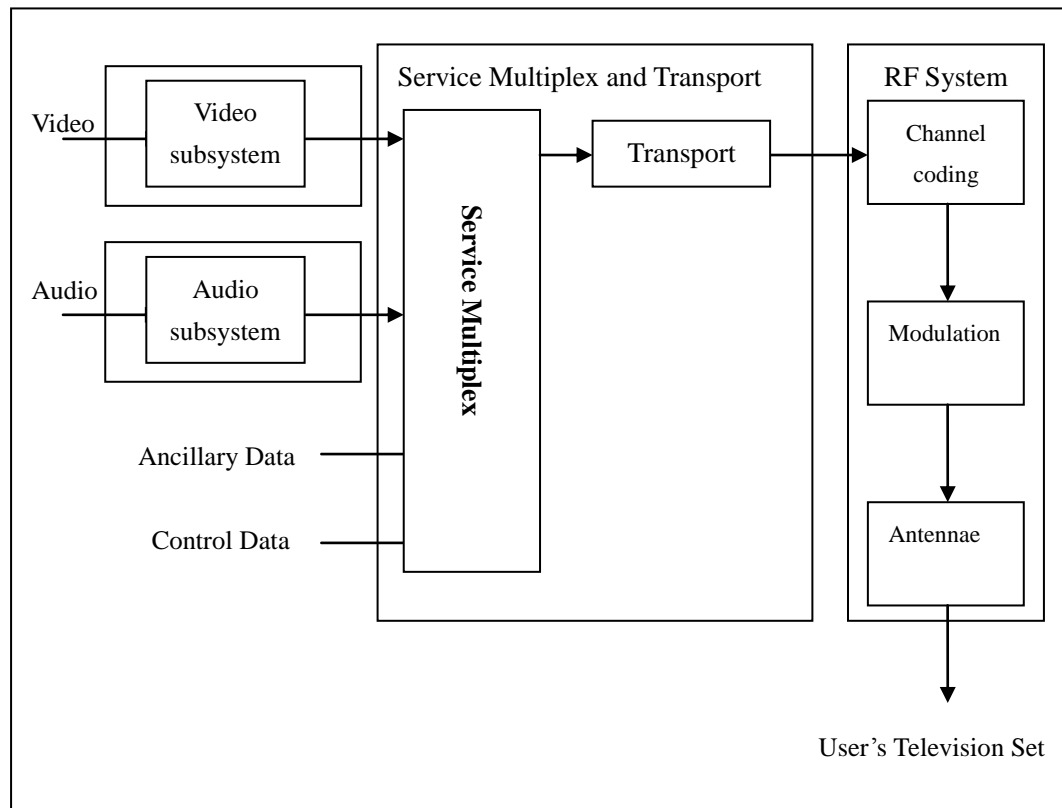 Service Multiplex and Transport
RF System
Video
Video
subsystem
Transport
Channel
coding
Service Multiplex
Audio
Audio
subsystem
Modulation
Ancillary Data
Control Data
Antennae
User’s Television Set